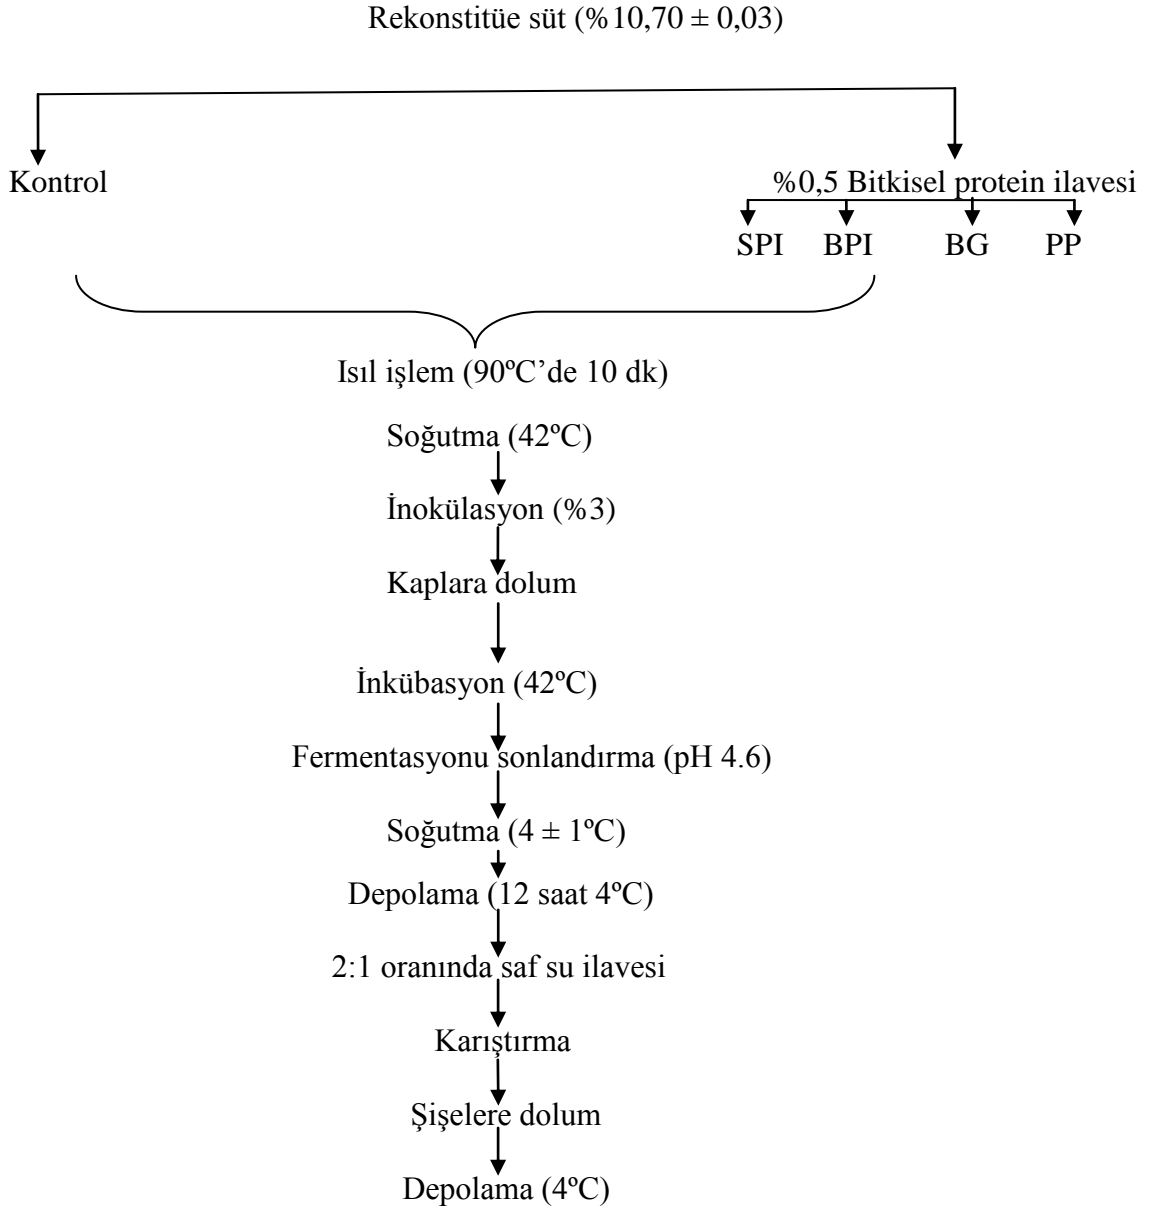 Rekonstitüe süt (%10,70 ± 0,03)
Kontrol
%0,5 Bitkisel protein ilavesi
SPI BPI BG PP
Isıl işlem (90ºC’de 10 dk)
Soğutma (42ºC)
İnokülasyon (%3)
Kaplara dolum
İnkübasyon (42ºC)
Fermentasyonu sonlandırma (pH 4.6)
Soğutma (4 ± 1ºC)
Depolama (12 saat 4ºC)
2:1 oranında saf su ilavesi
Karıştırma
Şişelere dolum
Depolama (4ºC)